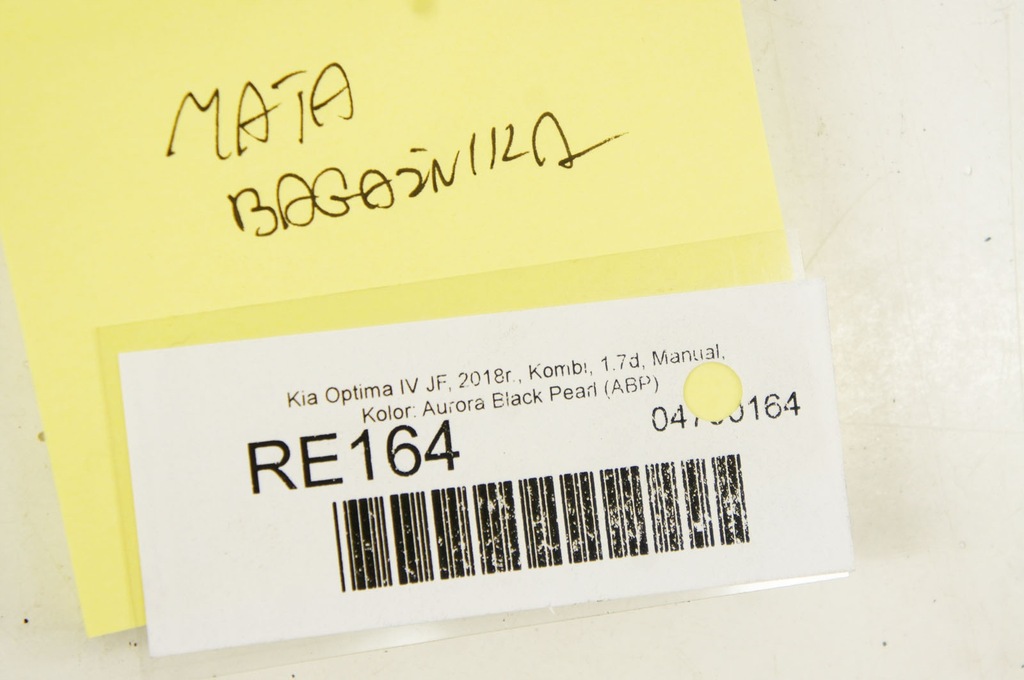 MATA
BAGAŻNIKA
Kia Optima IV JF, 2018r., Kombi, 1.7d, Manual,
Kolor: Aurora Black Pearl (ABP)
RE164